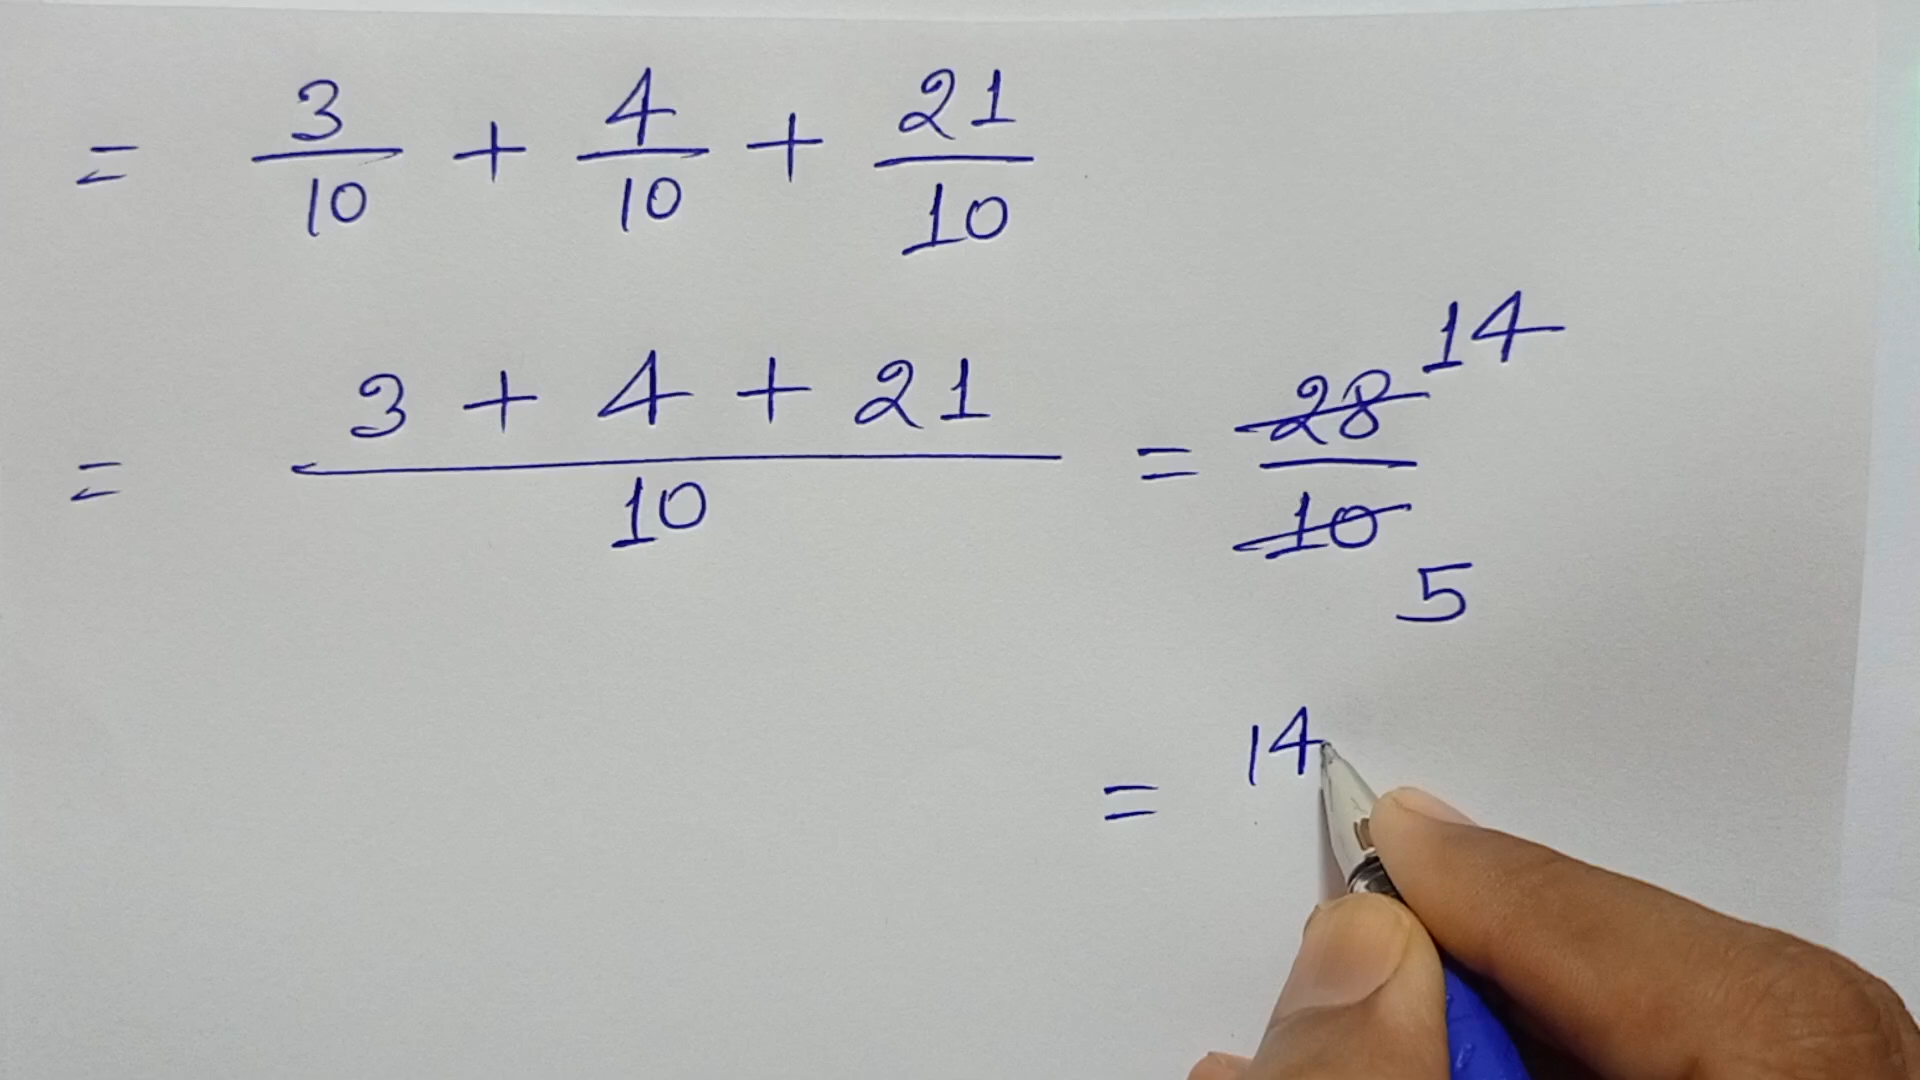 = 3/10 + 4/10 + 21/10
= (3 + 4 + 21)/10 = 28/10 14 5
= 14